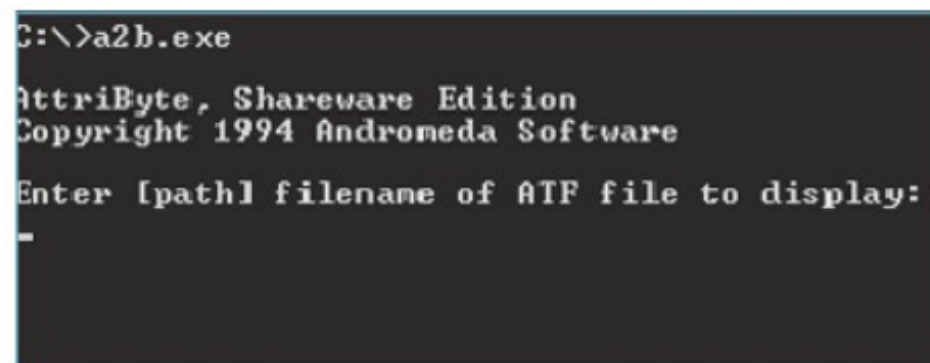 C:\>a2b.exe
AttriByte, Shareware Edition
Copyright 1994 Andromeda Software
Enter [path] filename of ATF file to display: